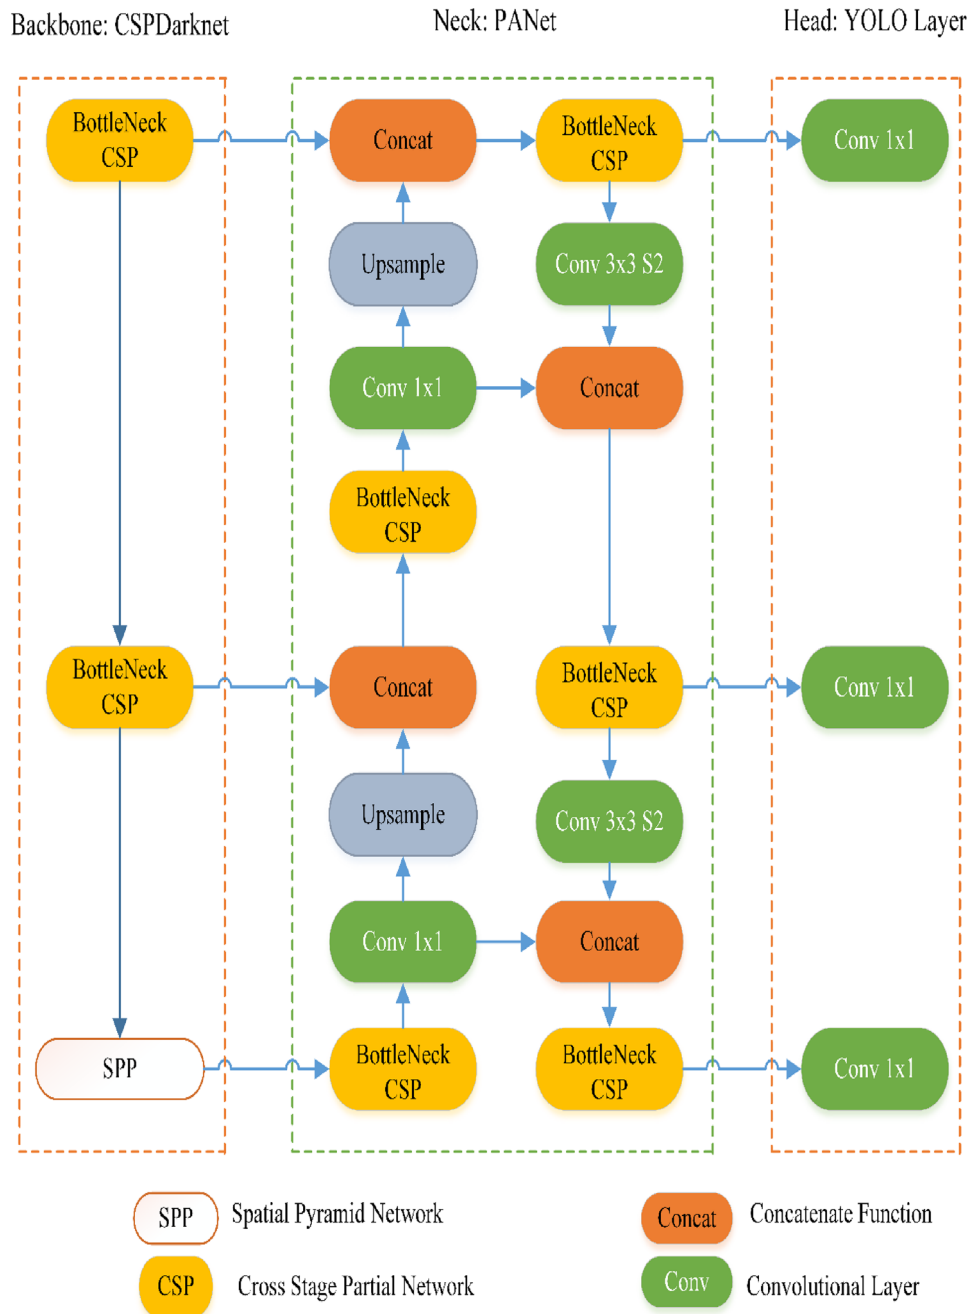 Backbone: CSPDarknet
Neck: PANet
Head: YOLO Layer
BottleNeck
CSP
Concat
BottleNeck
CSP
Conv 1x1
Upsample
Conv 3x3 S2
Conv 1x1
Concat
BottleNeck
CSP
BottleNeck
CSP
Concat
BottleNeck
CSP
Conv 1x1
Upsample
Conv 3x3 S2
Conv 1x1
Concat
SPP
BottleNeck
CSP
BottleNeck
CSP
Conv 1x1
SPP
Spatial Pyramid Network
Concat
Concatenate Function
CSP
Cross Stage Partial Network
Conv
Convolutional Layer